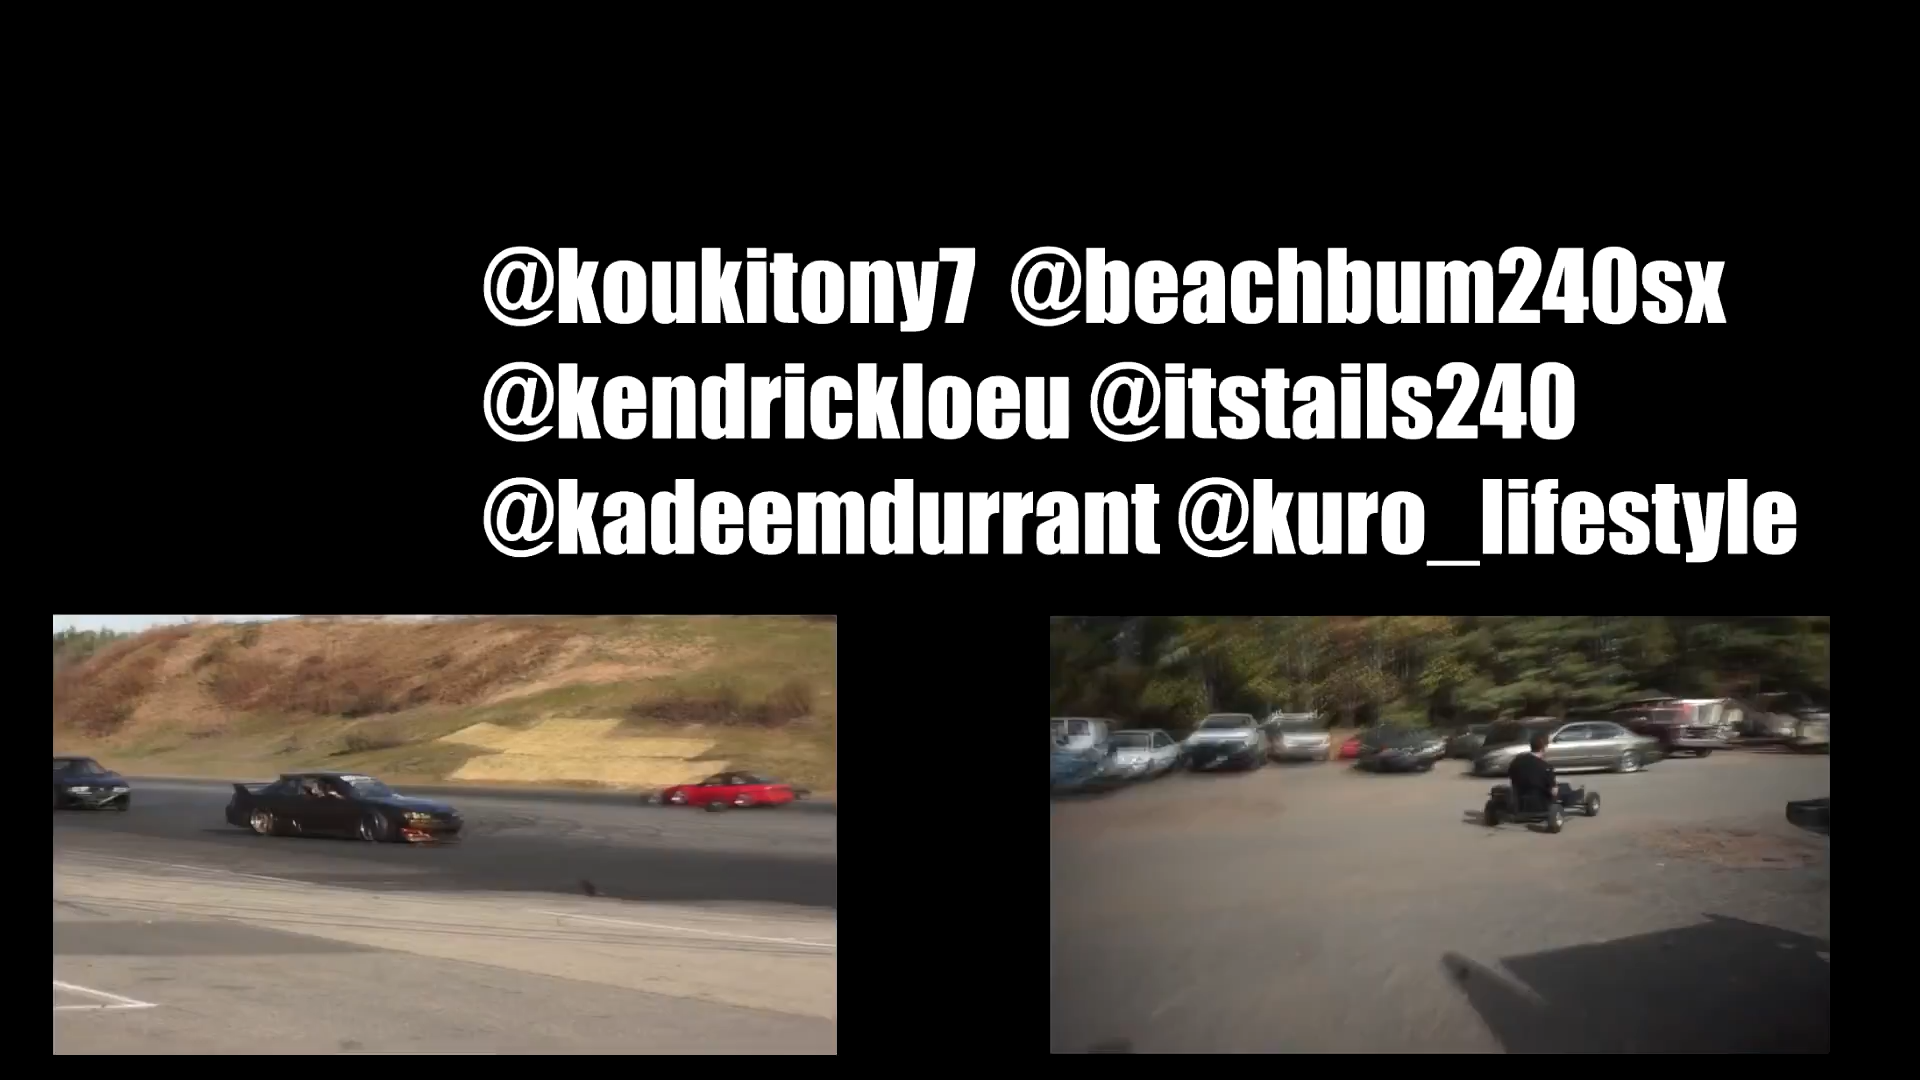 @koukitony7 @beachbum240sx
@kendrickloeu @itstails240
@kadeemdurrant @kuro_lifestyle